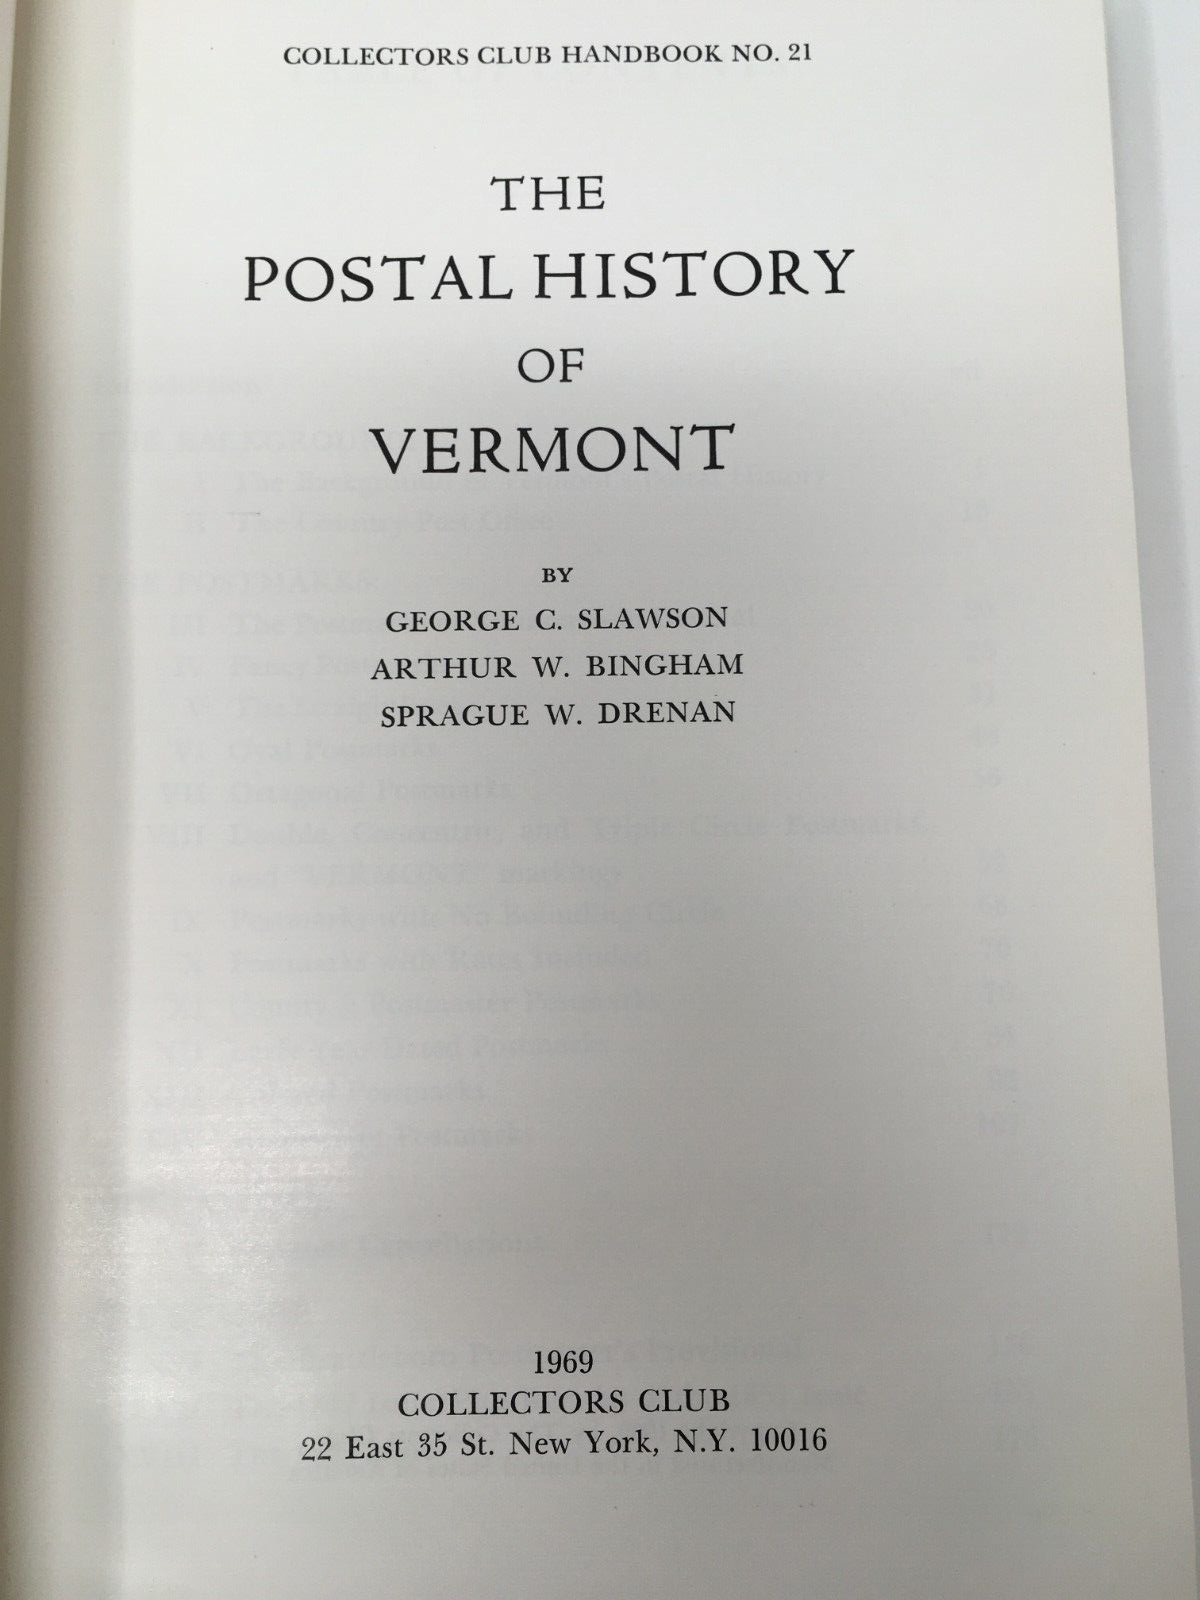 COLLECTORS CLUB HANDBOOK NO. 21
THE
POSTAL HISTORY
OF
VERMONT
BY
GEORGE C. SLAWSON
ARTHUR W. BINGHAM
SPRAGUE W. DRENAN
1969
COLLECTORS CLUB
22 East 35 St. New York, N.Y. 10016